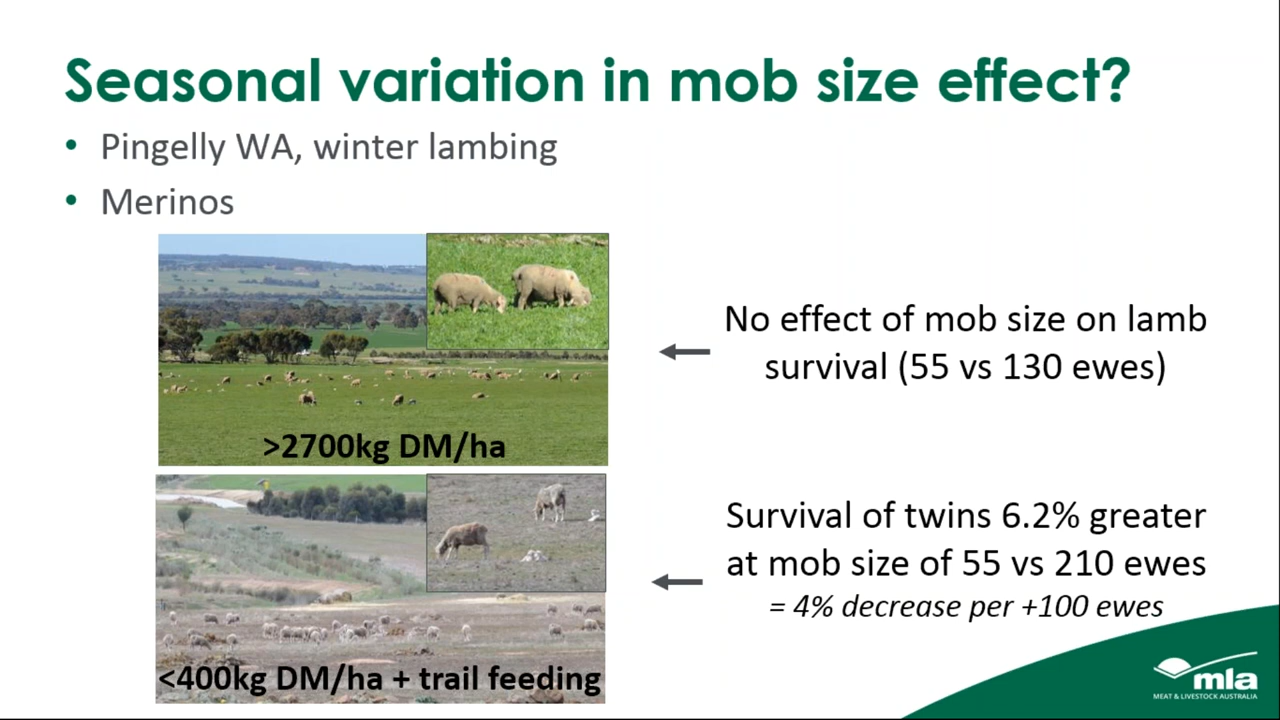 Seasonal variation in mob size effect?
• Pingelly WA, winter lambing
• Merinos
>2700kg DM/ha
No effect of mob size on lamb
survival (55 vs 130 ewes)
<400kg DM/ha + trail feeding
Survival of twins 6.2% greater
at mob size of 55 vs 210 ewes
= 4% decrease per +100 ewes
mla
MEAT & LIVESTOCK AUSTRALIA